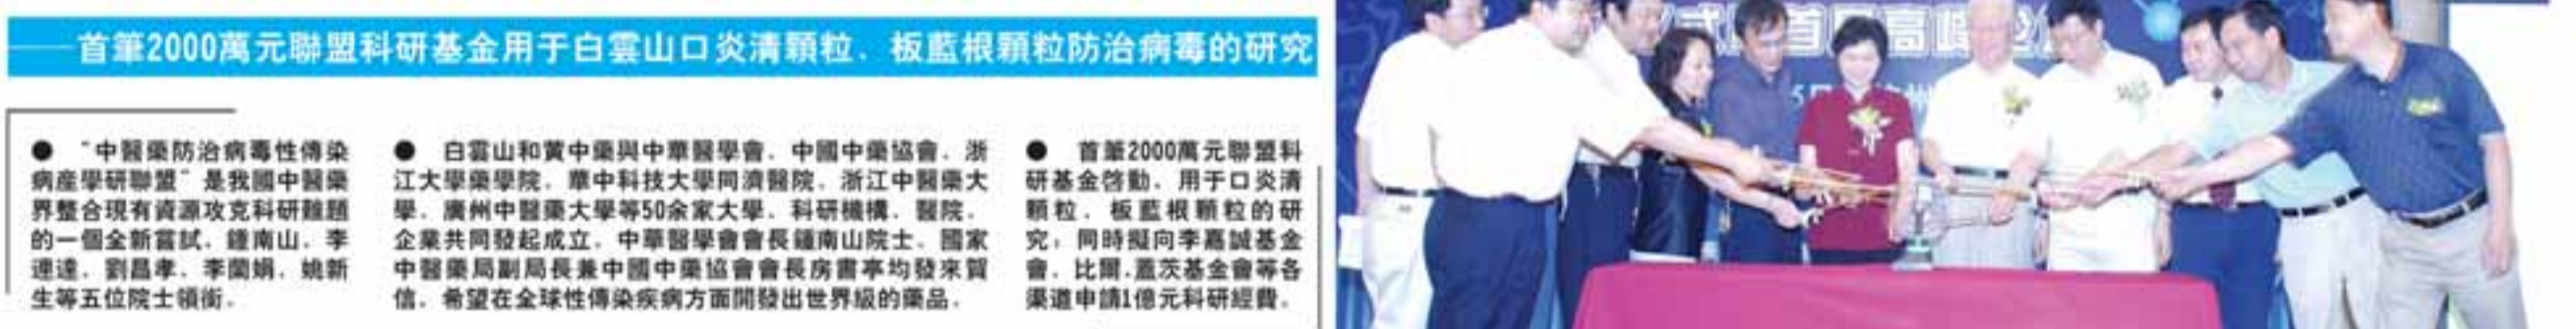 ——首筆2000萬元聯盟科研基金用于白雲山口炎清顆粒、板藍根顆粒防治病毒的研究
● “中醫藥防治病毒性傳染
病產學研聯盟”是我國中醫藥
界整合現有資源攻克科研難題
的一個全新嘗試，鍾南山、李
連達、劉昌孝、李蘭娟、姚新
生等五位院士領銜。
● 白雲山和黃中藥與中華醫學會、中國中藥協會、浙
江大學藥學院、華中科技大學同濟醫院、浙江中醫藥大
學、廣州中醫藥大學等50余家大學、科研機構、醫院、
企業共同發起成立。中華醫學會會長鍾南山院士、國家
中醫藥局副局長兼中國中藥協會會長房書亭均發來賀
信，希望在全球性傳染疾病方面開發出世界級的藥品。
● 首筆2000萬元聯盟科
研基金啓動，用于口炎清
顆粒、板藍根顆粒的研
究；同時擬向李嘉誠基金
會、比爾.蓋茨基金會等各
渠道申請1億元科研經費。
式 首 高峰
5